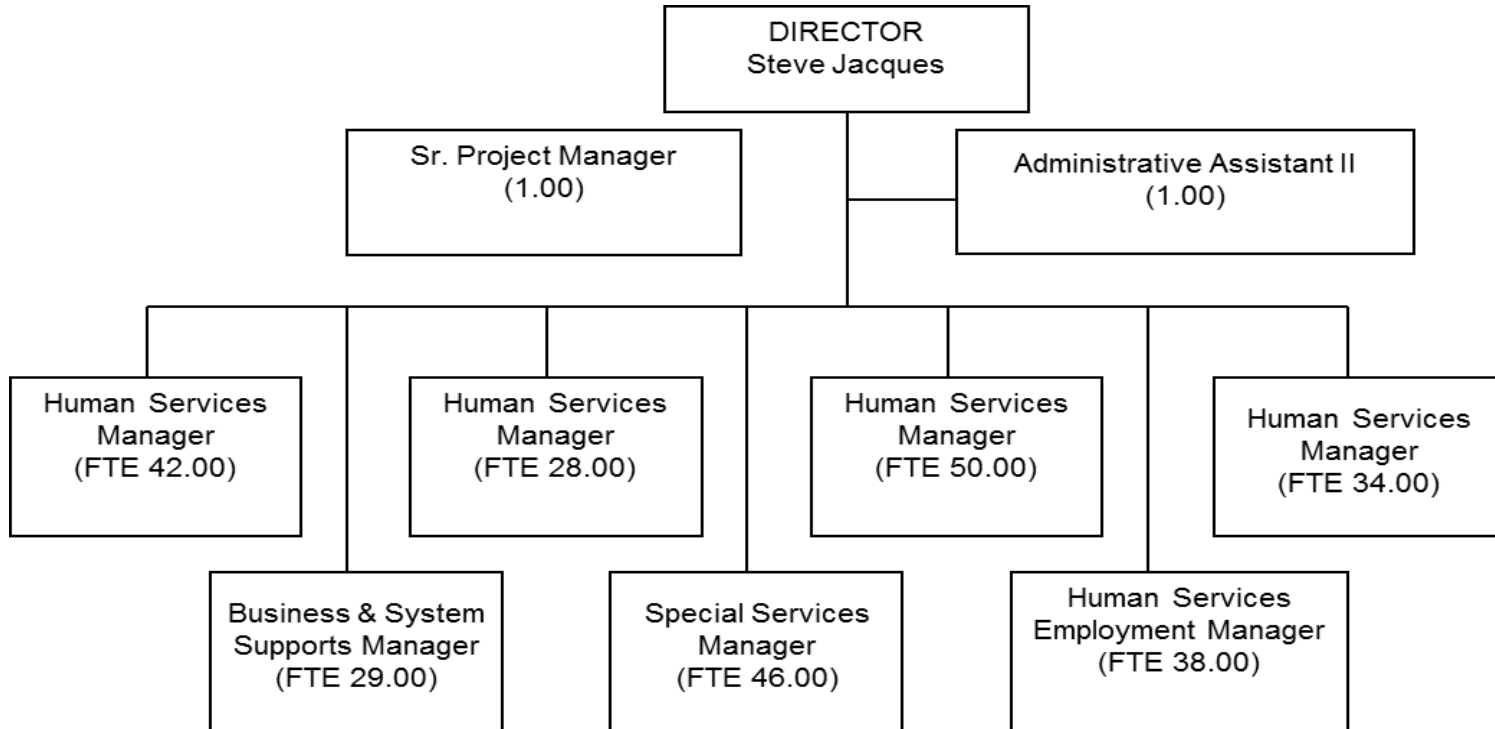 DIRECTOR
Steve Jacques
Sr. Project Manager
(1.00)
Administrative Assistant II
(1.00)
Human Services
Manager
(FTE 42.00)
Human Services
Manager
(FTE 28.00)
Human Services
Manager
(FTE 50.00)
Human Services
Manager
(FTE 34.00)
Business & System
Supports Manager
(FTE 29.00)
Special Services
Manager
(FTE 46.00)
Human Services
Employment Manager
(FTE 38.00)